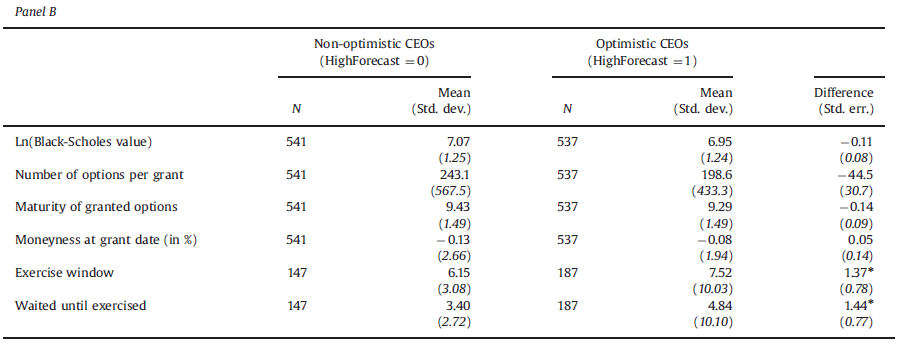 Panel B
Non-optimistic CEOs Optimistic CEOs
(HighForecast =0) (HighForecast =1)
Mean Mean Difference
N (Std. dev.) N (Std. dev.) (Std. err.)
Ln(Black-Scholes value) 541 7.07 537 6.95 −0.11
(1.25) (1.24) (0.08)
Number of options per grant 541 243.1 537 198.6 −44.5
(567.5) (433.3) (30.7)
Maturity of granted options 541 9.43 537 9.29 −0.14
(1.49) (1.49) (0.09)
Moneyness at grant date (in %) 541 −0.13 537 −0.08 0.05
(2.66) (1.94) (0.14)
Exercise window 147 6.15 187 7.52 1.37*
(3.08) (10.03) (0.78)
Waited until exercised 147 3.40 187 4.84 1.44*
(2.72) (10.10) (0.77)